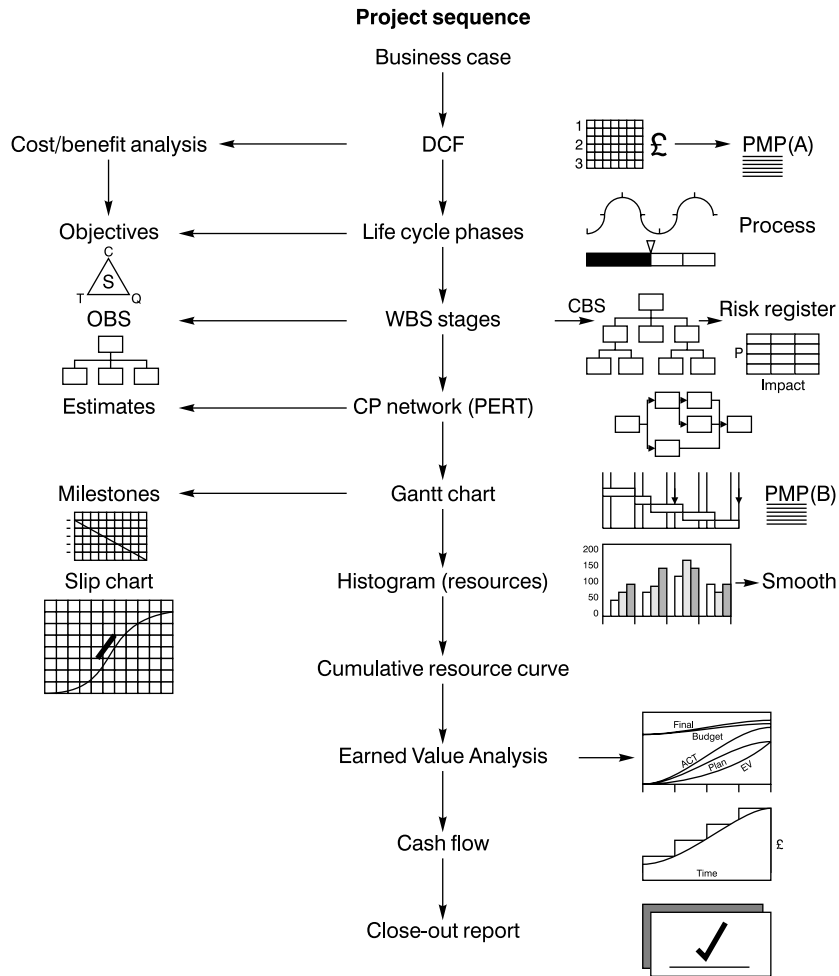 Project sequence
Business case
Cost/benefit analysis
DCF
1
2
3
£
PMP(A)
Objectives
Life cycle phases
Process
C
S
T
Q
OBS
WBS stages
CBS
Risk register
P
Impact
Estimates
CP network (PERT)
Milestones
Gantt chart
PMP(B)
Slip chart
Histogram (resources)
200
150
100
50
0
Smooth
Cumulative resource curve
Earned Value Analysis
Final
Budget
ACT
Plan
EV
Cash flow
£
Time
Close-out report